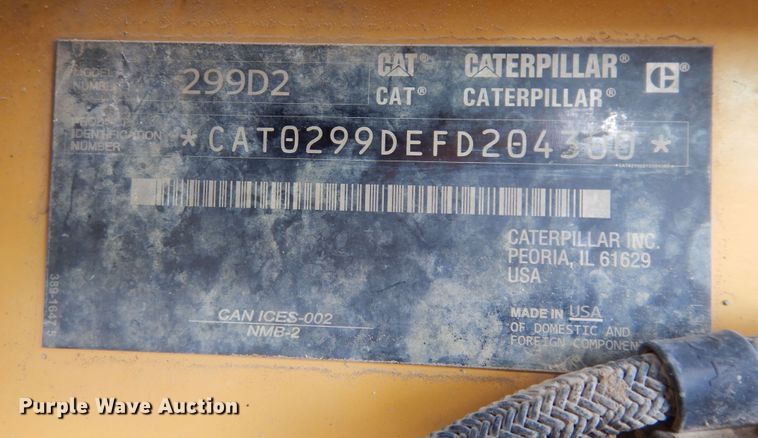 MODEL
NUMBER
299D2
CAT CATERPILLAR®
CAT® CATERPILLAR® C
PRODUCT
IDENTIFICATION
NUMBER
*CAT0299DEFD204300*
CATERPILLAR INC.
PEORIA, IL 61629
USA
CAN ICES-002
NMB-2
MADE IN USA
OF DOMESTIC AND
FOREIGN COMPONENTS
Purple Wave Auction